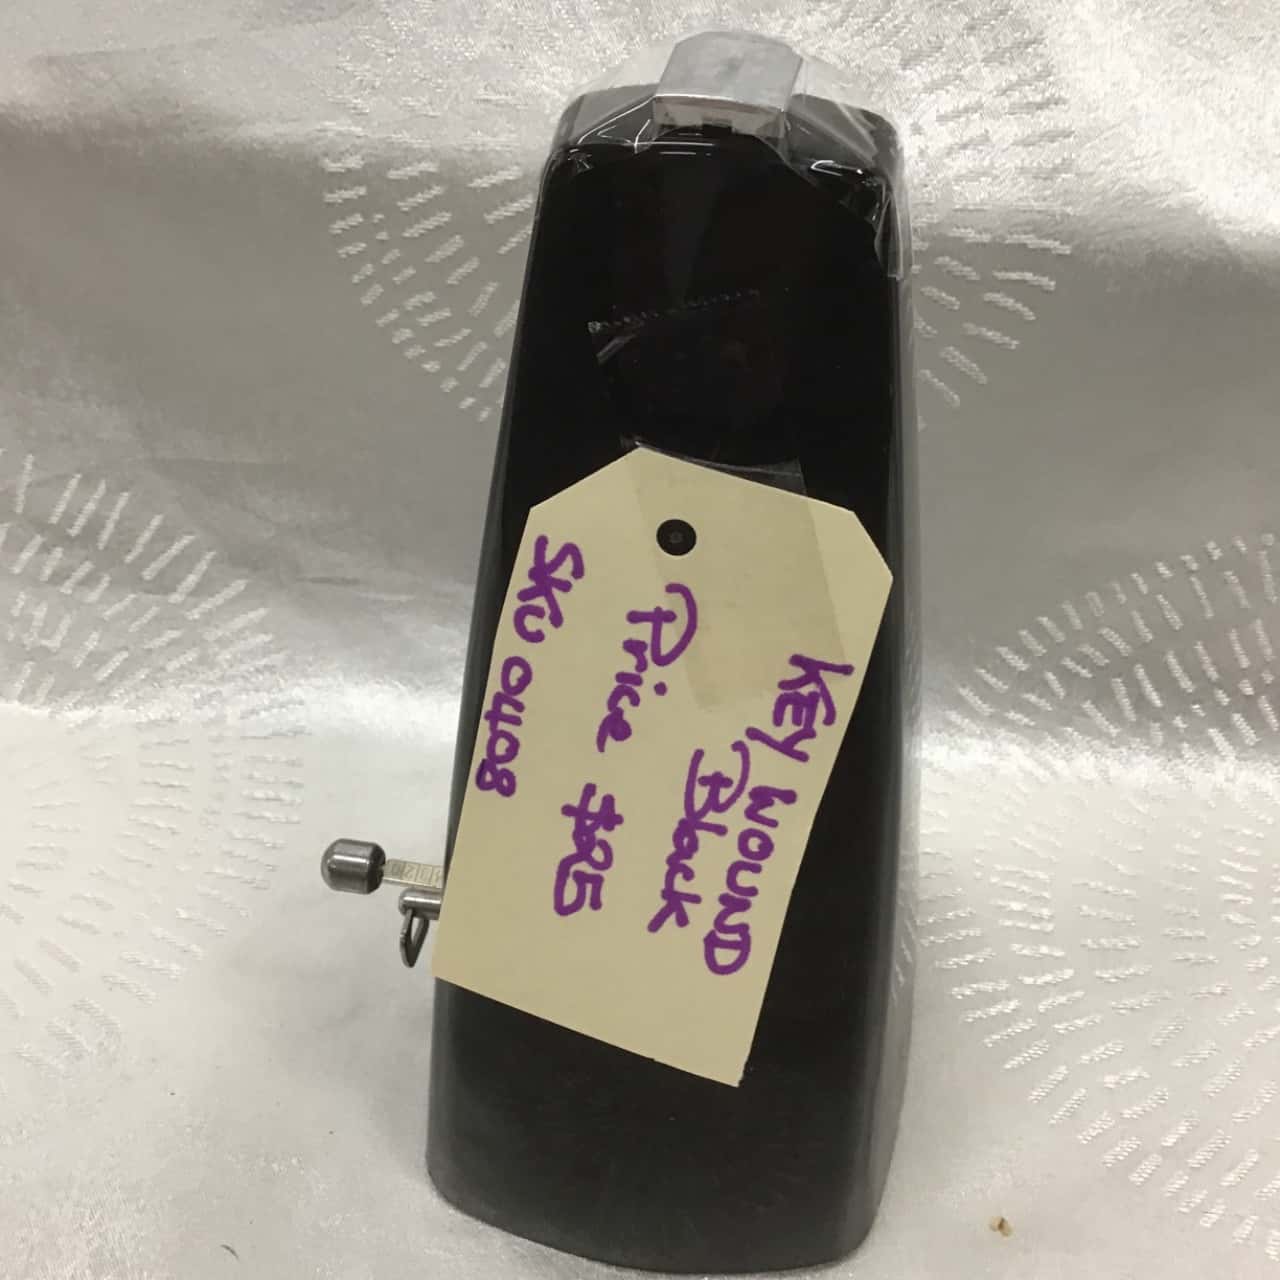 KEY WOUND
Black
Price $25
SKU 0408